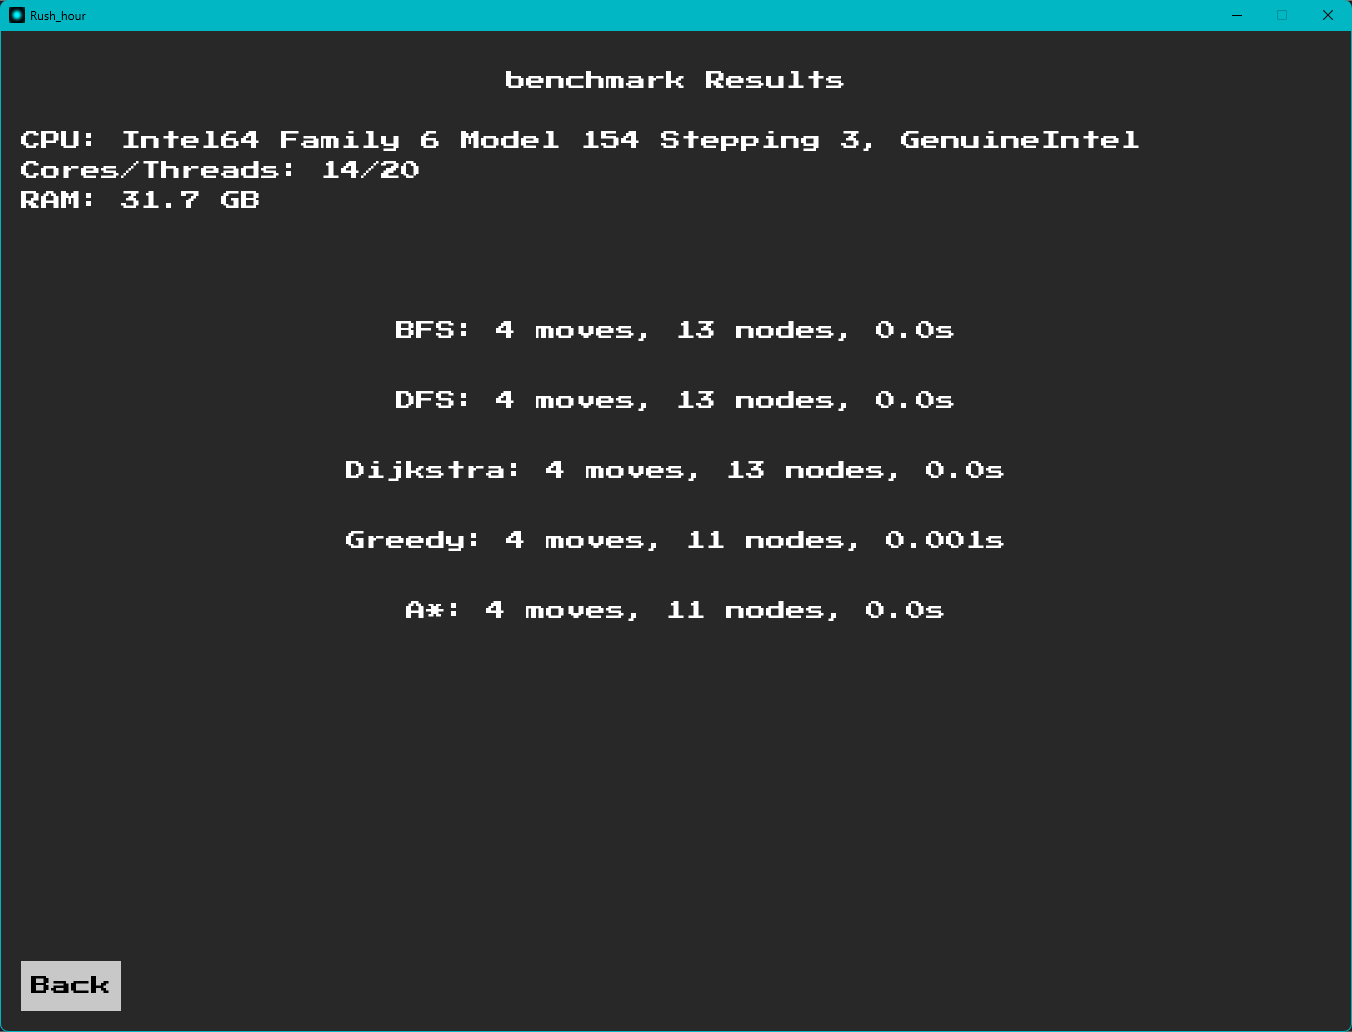 Rush_hour
benchmark Results
CPU: Intel64 Family 6 Model 154 Stepping 3, GenuineIntel
Cores/Threads: 14/20
RAM: 31.7 GB
BFS: 4 moves, 13 nodes, 0.0s
DFS: 4 moves, 13 nodes, 0.0s
Dijkstra: 4 moves, 13 nodes, 0.0s
Greedy: 4 moves, 11 nodes, 0.001s
A*: 4 moves, 11 nodes, 0.0s
Back